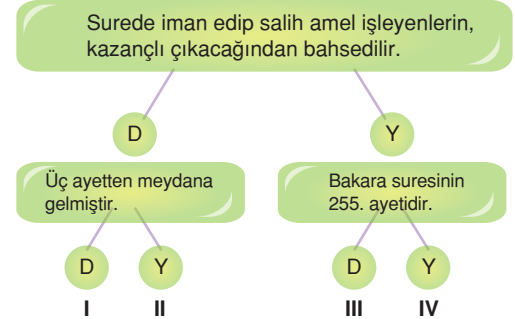 Surede iman edip salih amel işleyenlerin,
kazançlı çıkacağından bahsedilir.
D
Y
Üç ayetten meydana
gelmiştir.
Bakara suresinin
255. ayetidir.
D
Y
D
Y
I
II
III
IV